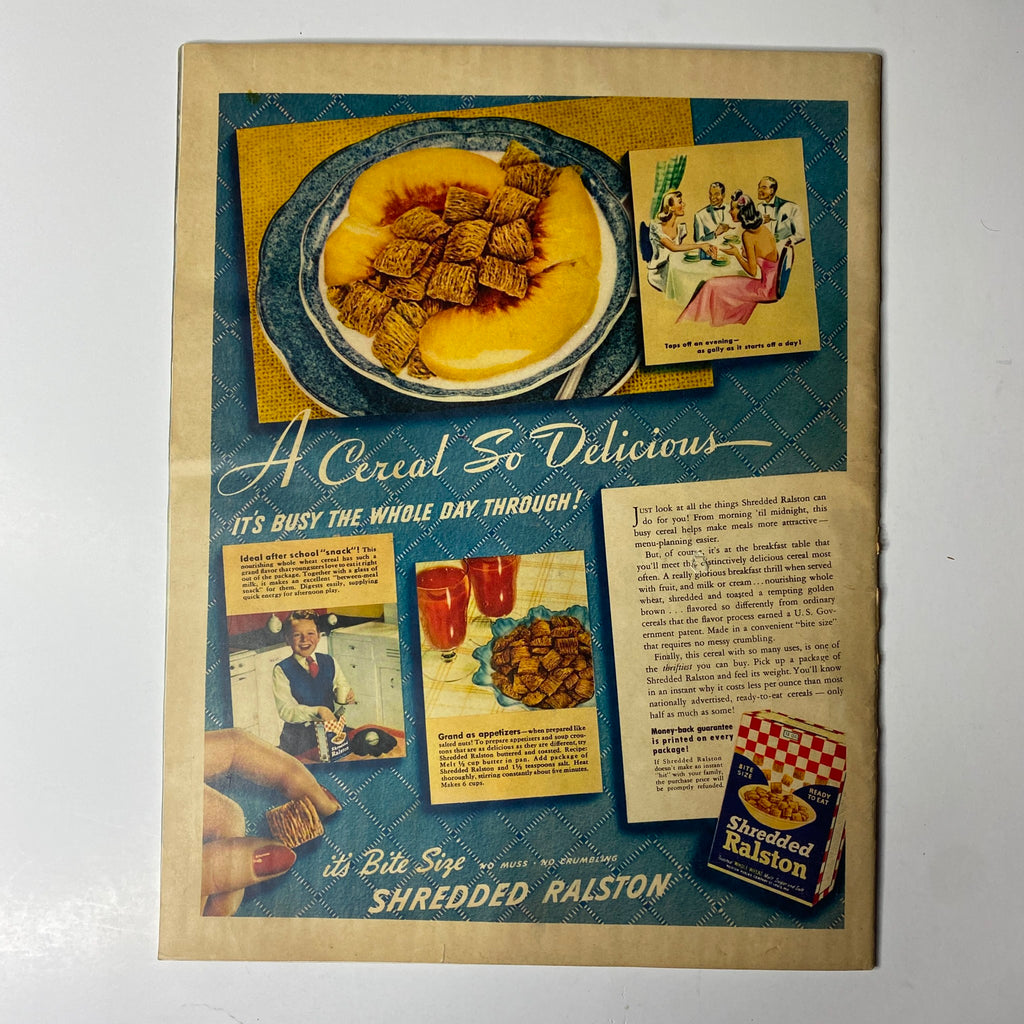 Tops off an evening—
as gaily as it starts off a day!
A Cereal So Delicious—
IT'S BUSY THE WHOLE DAY THROUGH!
Ideal after school "snack"! This
nourishing whole wheat cereal has such a
grand flavor that youngsters love to eat it right
out of the package. Together with a glass of
milk, it makes an excellent "between-meal
snack" for them. Digests easily, supplying
quick energy for afternoon play.
Shredded
Ralston
Grand as appetizers—when prepared like
salted nuts! To prepare appetizers and soup crou-
tons that are as delicious as they are different, try
Shredded Ralston buttered and toasted. Recipe:
Melt ½ cup butter in pan. Add package of
Shredded Ralston and 1½ teaspoons salt. Heat
thoroughly, stirring constantly about five minutes.
Makes 6 cups.
JUST look at all the things Shredded Ralston can
do for you! From morning 'til midnight, this
busy cereal helps make meals more attractive—
menu-planning easier.
But, of course, it's at the breakfast table that
you'll meet this distinctively delicious cereal most
often. A really glorious breakfast thrill when served
with fruit, and milk or cream...nourishing whole
wheat, shredded and toasted a tempting golden
brown . . . flavored so differently from ordinary
cereals that the flavor process earned a U. S. Gov-
ernment patent. Made in a convenient "bite size"
that requires no messy crumbling.
Finally, this cereal with so many uses, is one of
the thriftiest you can buy. Pick up a package of
Shredded Ralston and feel its weight. You'll know
in an instant why it costs less per ounce than most
nationally advertised, ready-to-eat cereals — only
half as much as some!
Money-back guarantee
is printed on every
package!
If Shredded Ralston
doesn't make an instant
"hit" with your family,
the purchase price will
be promptly refunded.
BITE
SIZE
READY
TO EAT
Shredded
Ralston
it's Bite Size NO MUSS · NO CRUMBLING
SHREDDED RALSTON